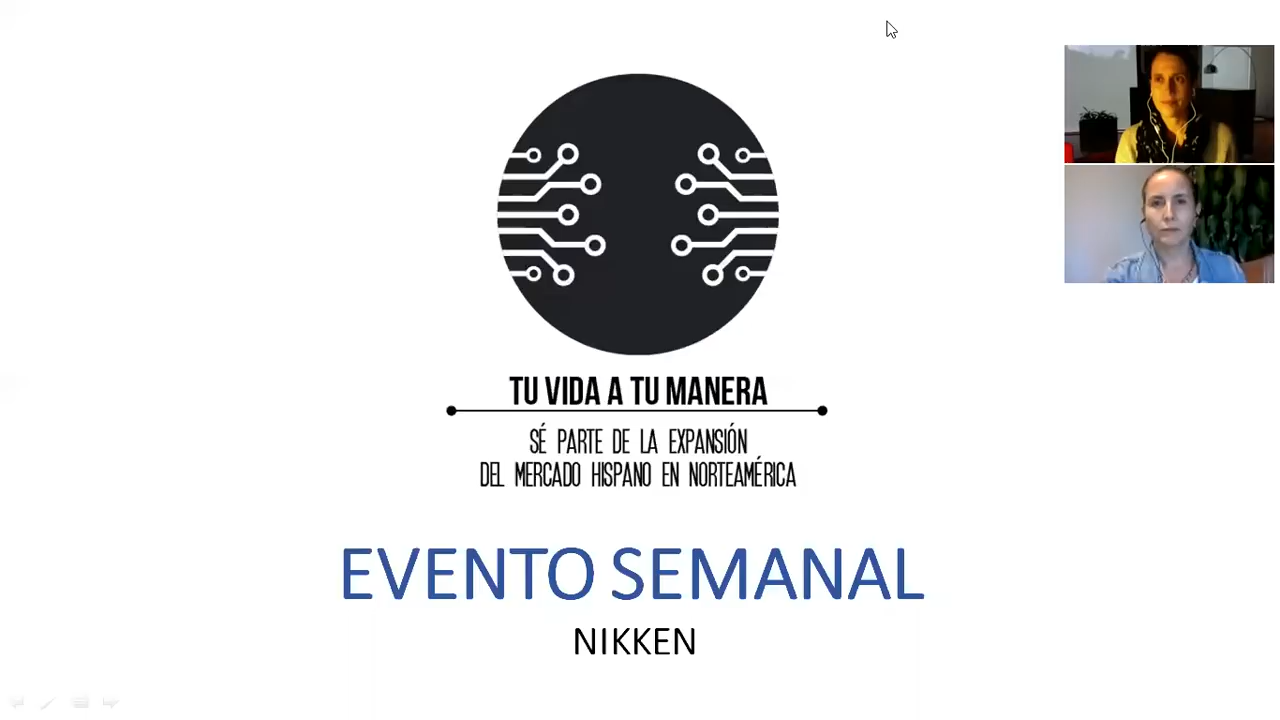 TU VIDA A TU MANERA
SÉ PARTE DE LA EXPANSIÓN
DEL MERCADO HISPANO EN NORTEAMÉRICA
EVENTO SEMANAL
NIKKEN